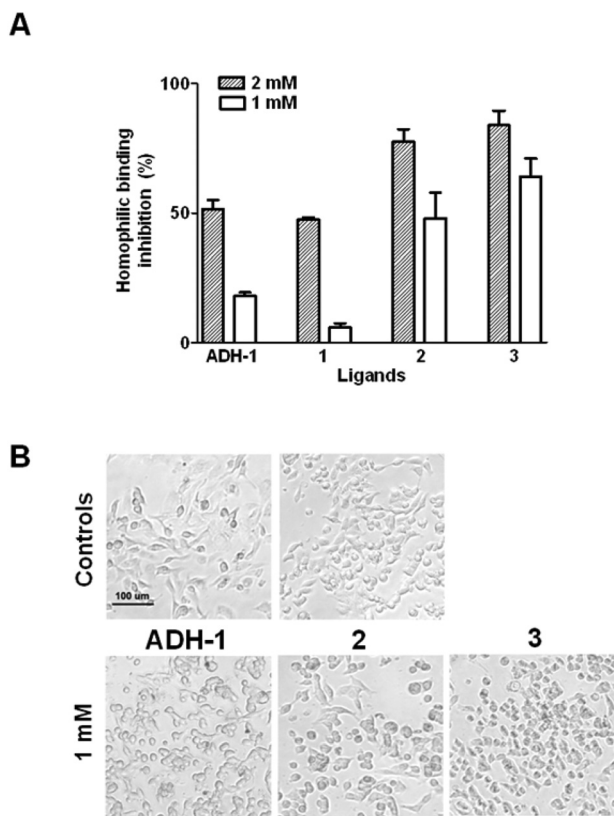 A
100
2 mM
1 mM
50
0
Homophilic binding
inhibition (%)
ADH-1 1 2 3
Ligands
B
Controls
100 um
ADH-1 2 3
1 mM